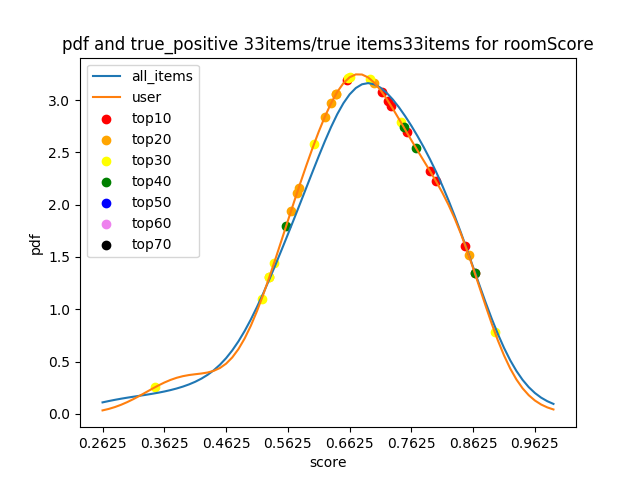 pdf and true_positive 33items/true items33items for roomScore
all_items
user
top10
top20
top30
top40
top50
top60
top70
pdf
3.0
2.5
2.0
1.5
1.0
0.5
0.0
0.2625 0.3625 0.4625 0.5625 0.6625 0.7625 0.8625 0.9625
score